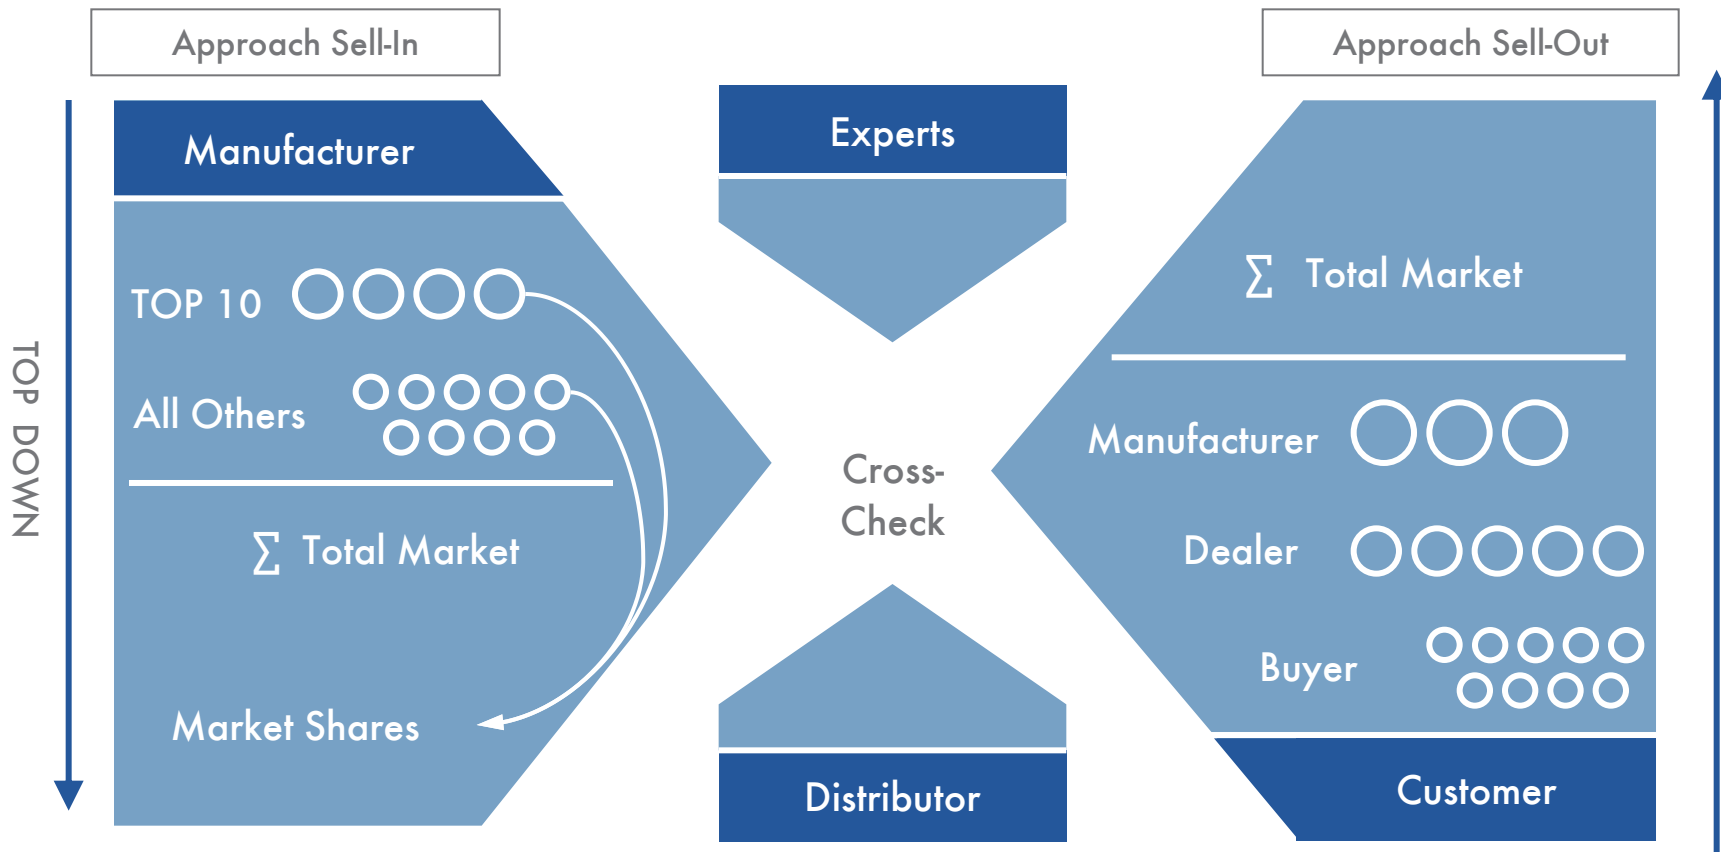 Approach Sell-In
Approach Sell-Out
TOP DOWN
Manufacturer
TOP 10
All Others
∑ Total Market
Market Shares
Experts
Cross-
Check
Distributor
∑ Total Market
Manufacturer
Dealer
Buyer
Customer